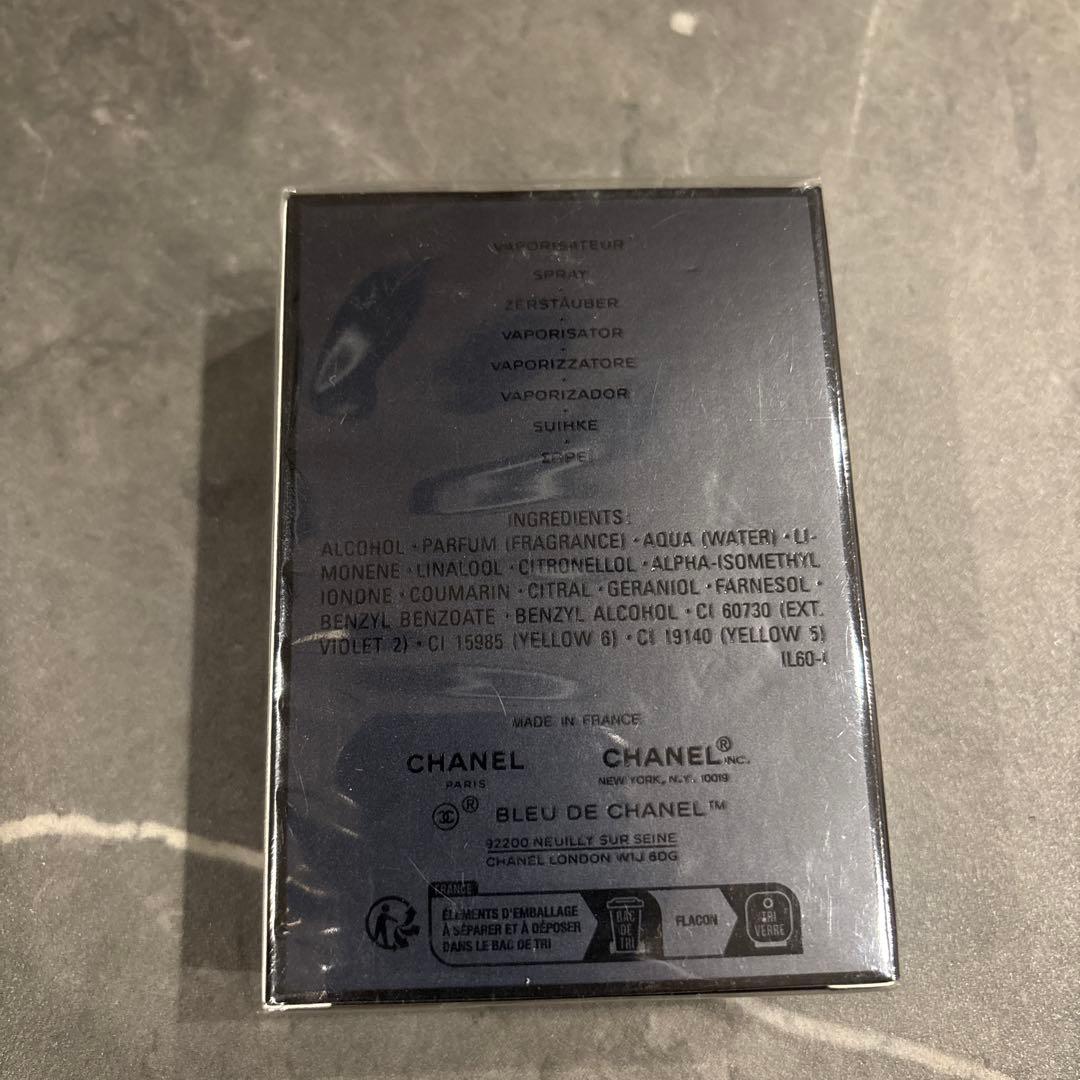 VAPORISATEUR
SPRAY
ZERSTÄUBER
VAPORISATOR
VAPORIZZATORE
VAPORIZADOR
SUIHKE
ΣΠΡΕΪ
INGREDIENTS:
ALCOHOL • PARFUM (FRAGRANCE) • AQUA (WATER) • LI-
MONENE • LINALOOL • CITRONELLOL • ALPHA-ISOMETHYL
IONONE • COUMARIN • CITRAL • GERANIOL • FARNESOL •
BENZYL BENZOATE • BENZYL ALCOHOL • CI 60730 (EXT.
VIOLET 2) • CI 15985 (YELLOW 6) • CI 19140 (YELLOW 5)
MADE IN FRANCE
CHANEL CHANEL® INC.
PARIS NEW YORK, N.Y. 10019
® BLEU DE CHANEL™
92200 NEUILLY SUR SEINE
CHANEL LONDON W1J 6DG
FRANCE
ÉLÉMENTS D'EMBALLAGE
À SÉPARER ET À DÉPOSER
DANS LE BAC DE TRI
BAC
DE
TRI
FLACON
TRI
VERRE